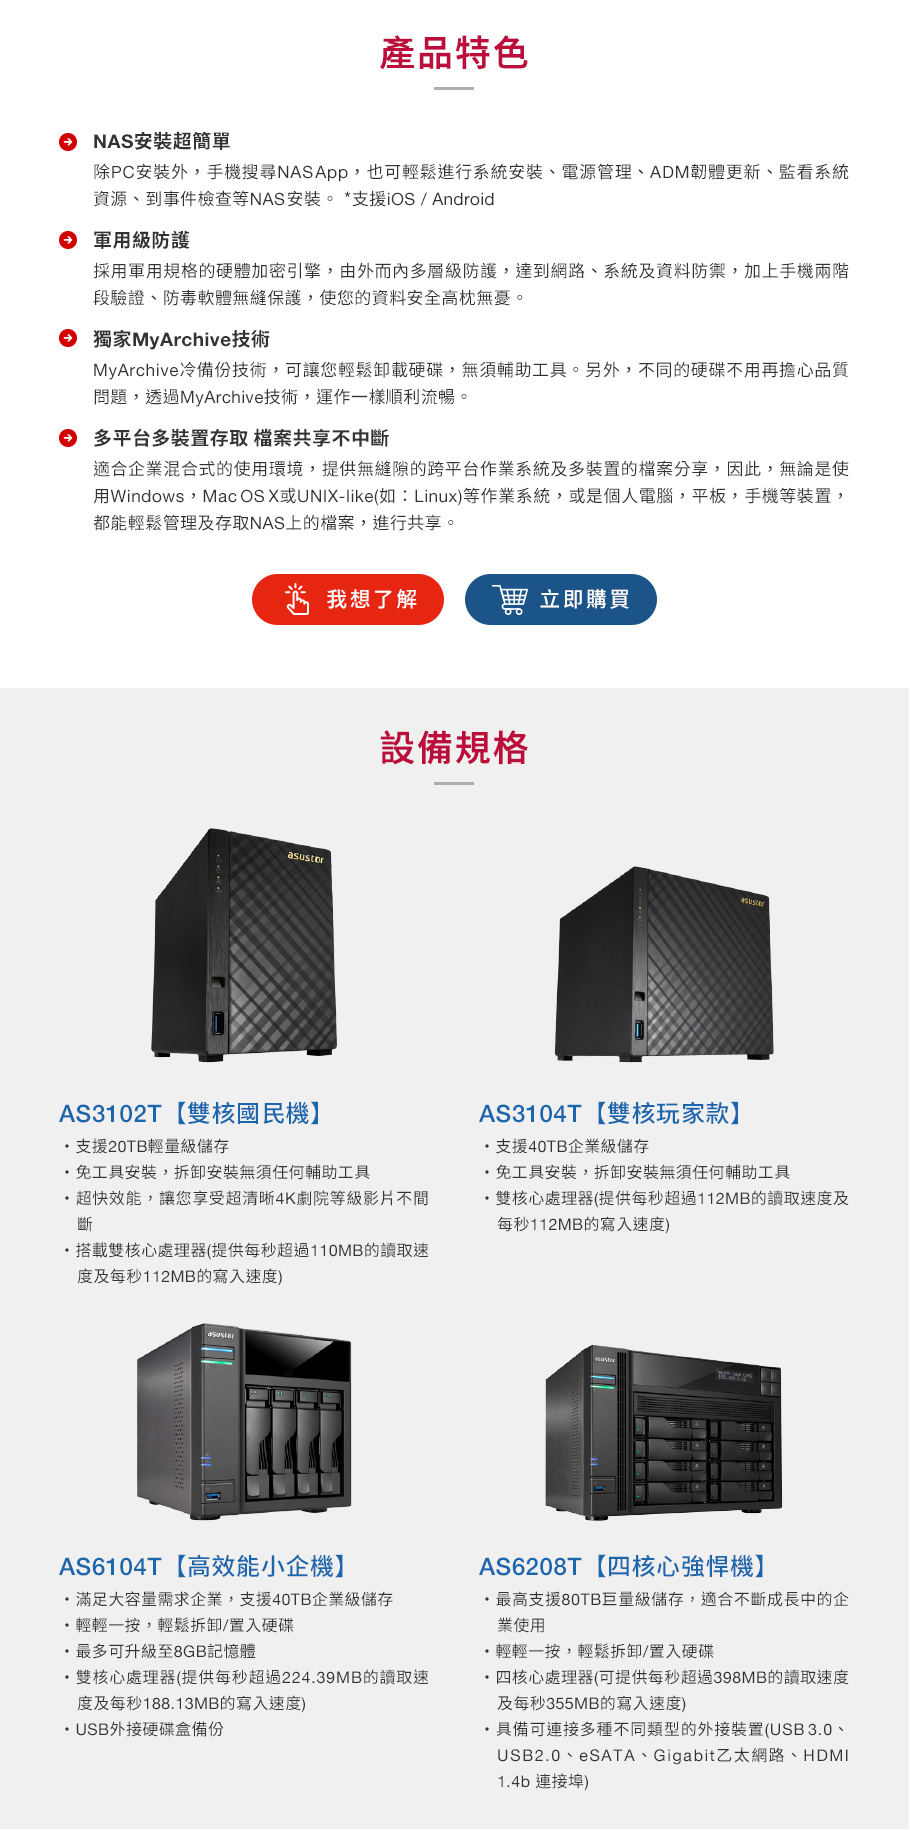 產品特色
NAS安裝超簡單
除PC安裝外，手機搜尋NAS App，也可輕鬆進行系統安裝、電源管理、ADM韌體更新、監看系統
資源、到事件檢查等NAS安裝。 *支援iOS / Android
軍用級防護
採用軍用規格的硬體加密引擎，由外而內多層級防護，達到網路、系統及資料防禦，加上手機兩階
段驗證、防毒軟體無縫保護，使您的資料安全高枕無憂。
獨家MyArchive技術
MyArchive冷備份技術，可讓您輕鬆卸載硬碟，無須輔助工具。另外，不同的硬碟不用再擔心品質
問題，透過MyArchive技術，運作一樣順利流暢。
多平台多裝置存取 檔案共享不中斷
適合企業混合式的使用環境，提供無縫隙的跨平台作業系統及多裝置的檔案分享，因此，無論是使
用Windows，Mac OS X或UNIX-like(如：Linux)等作業系統，或是個人電腦，平板，手機等裝置，
都能輕鬆管理及存取NAS上的檔案，進行共享。
我想了解
立即購買
設備規格
asustor
asustor
AS3102T【雙核國民機】
・支援20TB輕量級儲存
・免工具安裝，拆卸安裝無須任何輔助工具
・超快效能，讓您享受超清晰4K劇院等級影片不間
斷
・搭載雙核心處理器(提供每秒超過110MB的讀取速
度及每秒112MB的寫入速度)
AS3104T【雙核玩家款】
・支援40TB企業級儲存
・免工具安裝，拆卸安裝無須任何輔助工具
・雙核心處理器(提供每秒超過112MB的讀取速度及
每秒112MB的寫入速度)
asustor
asustor
AS6104T【高效能小企機】
・滿足大容量需求企業，支援40TB企業級儲存
・輕輕一按，輕鬆拆卸/置入硬碟
・最多可升級至8GB記憶體
・雙核心處理器(提供每秒超過224.39MB的讀取速
度及每秒188.13MB的寫入速度)
・USB外接硬碟盒備份
AS6208T【四核心強悍機】
・最高支援80TB巨量級儲存，適合不斷成長中的企
業使用
・輕輕一按，輕鬆拆卸/置入硬碟
・四核心處理器(可提供每秒超過398MB的讀取速度
及每秒355MB的寫入速度)
・具備可連接多種不同類型的外接裝置(USB 3.0、
USB2.0、eSATA、Gigabit乙太網路、HDMI
1.4b 連接埠)